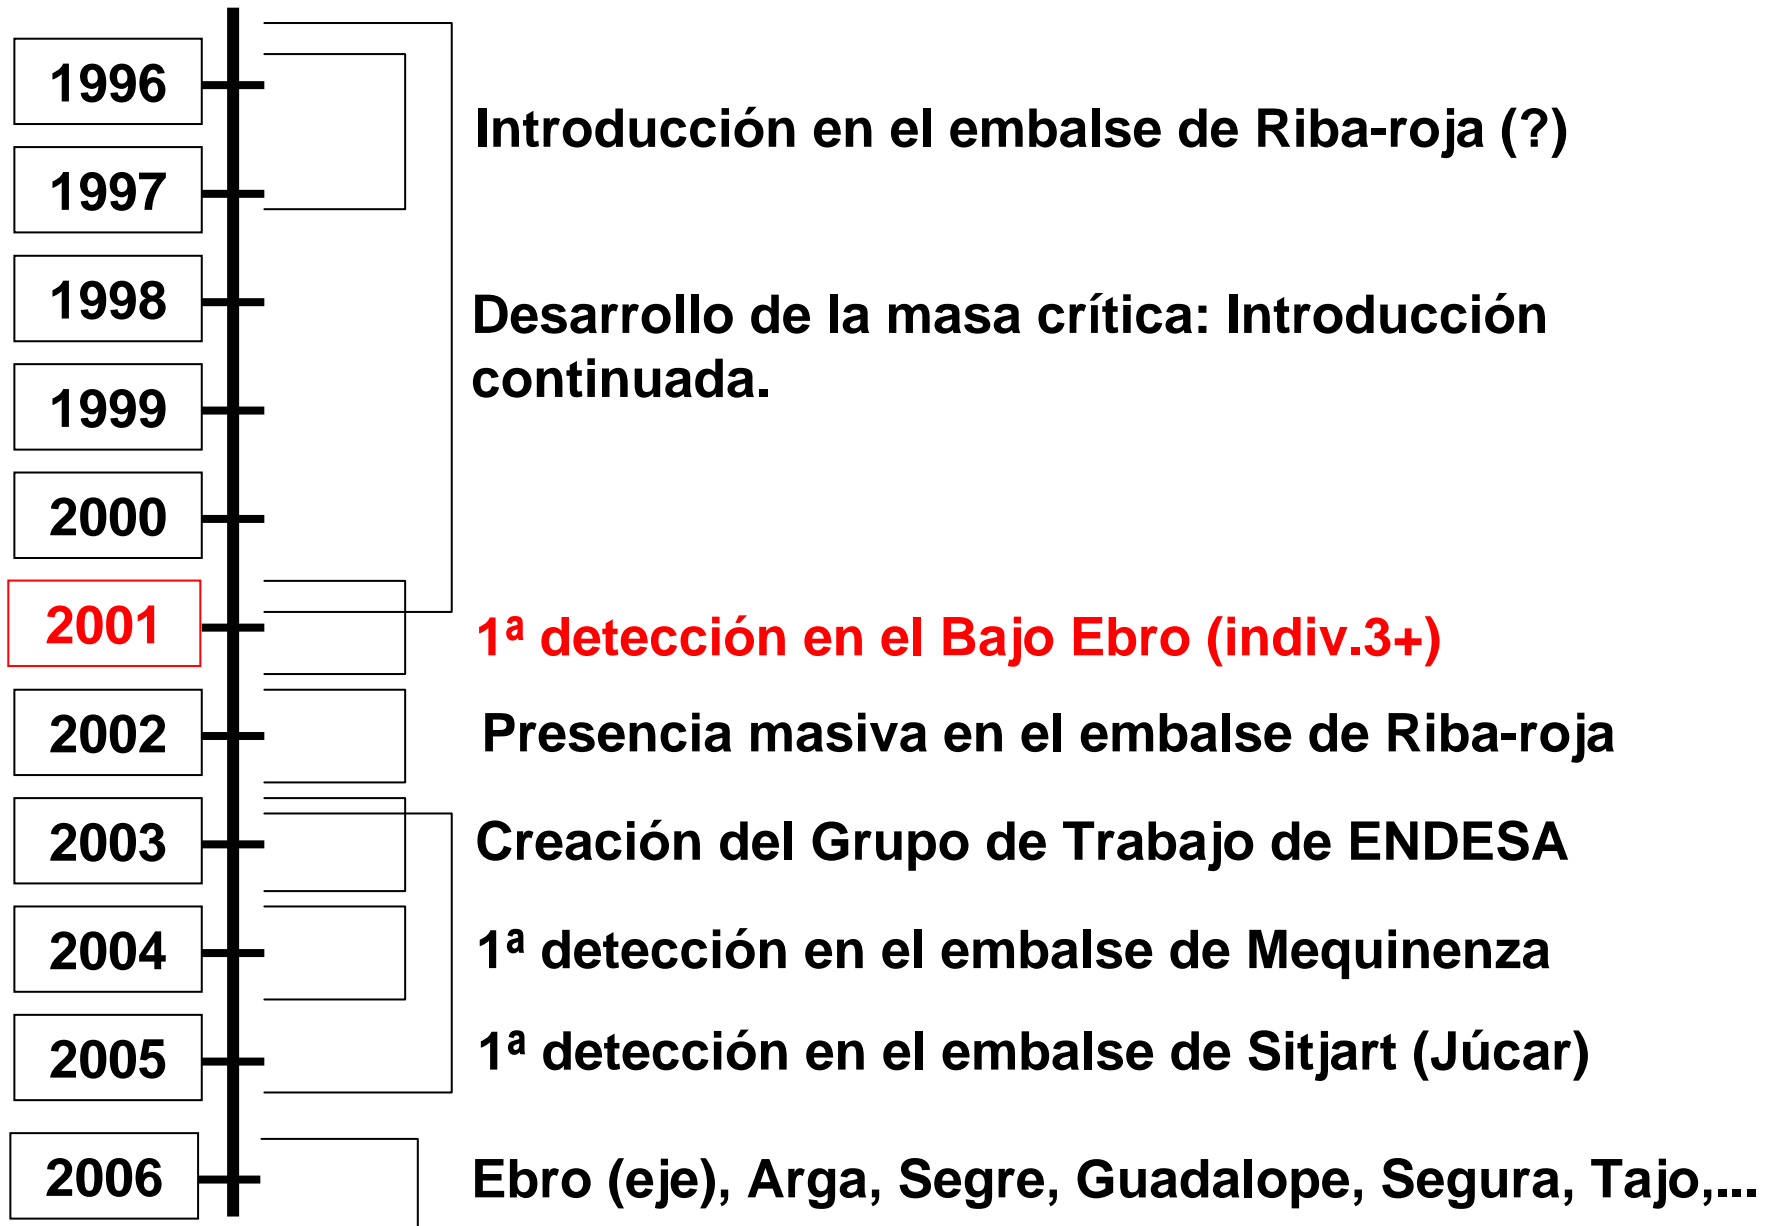 1996
Introducción en el embalse de Riba-roja (?)
1997
1998
Desarrollo de la masa crítica: Introducción
continuada.
1999
2000
2001
1ª detección en el Bajo Ebro (indiv.3+)
2002
Presencia masiva en el embalse de Riba-roja
2003
Creación del Grupo de Trabajo de ENDESA
2004
1ª detección en el embalse de Mequinenza
2005
1ª detección en el embalse de Sitjart (Júcar)
2006
Ebro (eje), Arga, Segre, Guadalope, Segura, Tajo,...